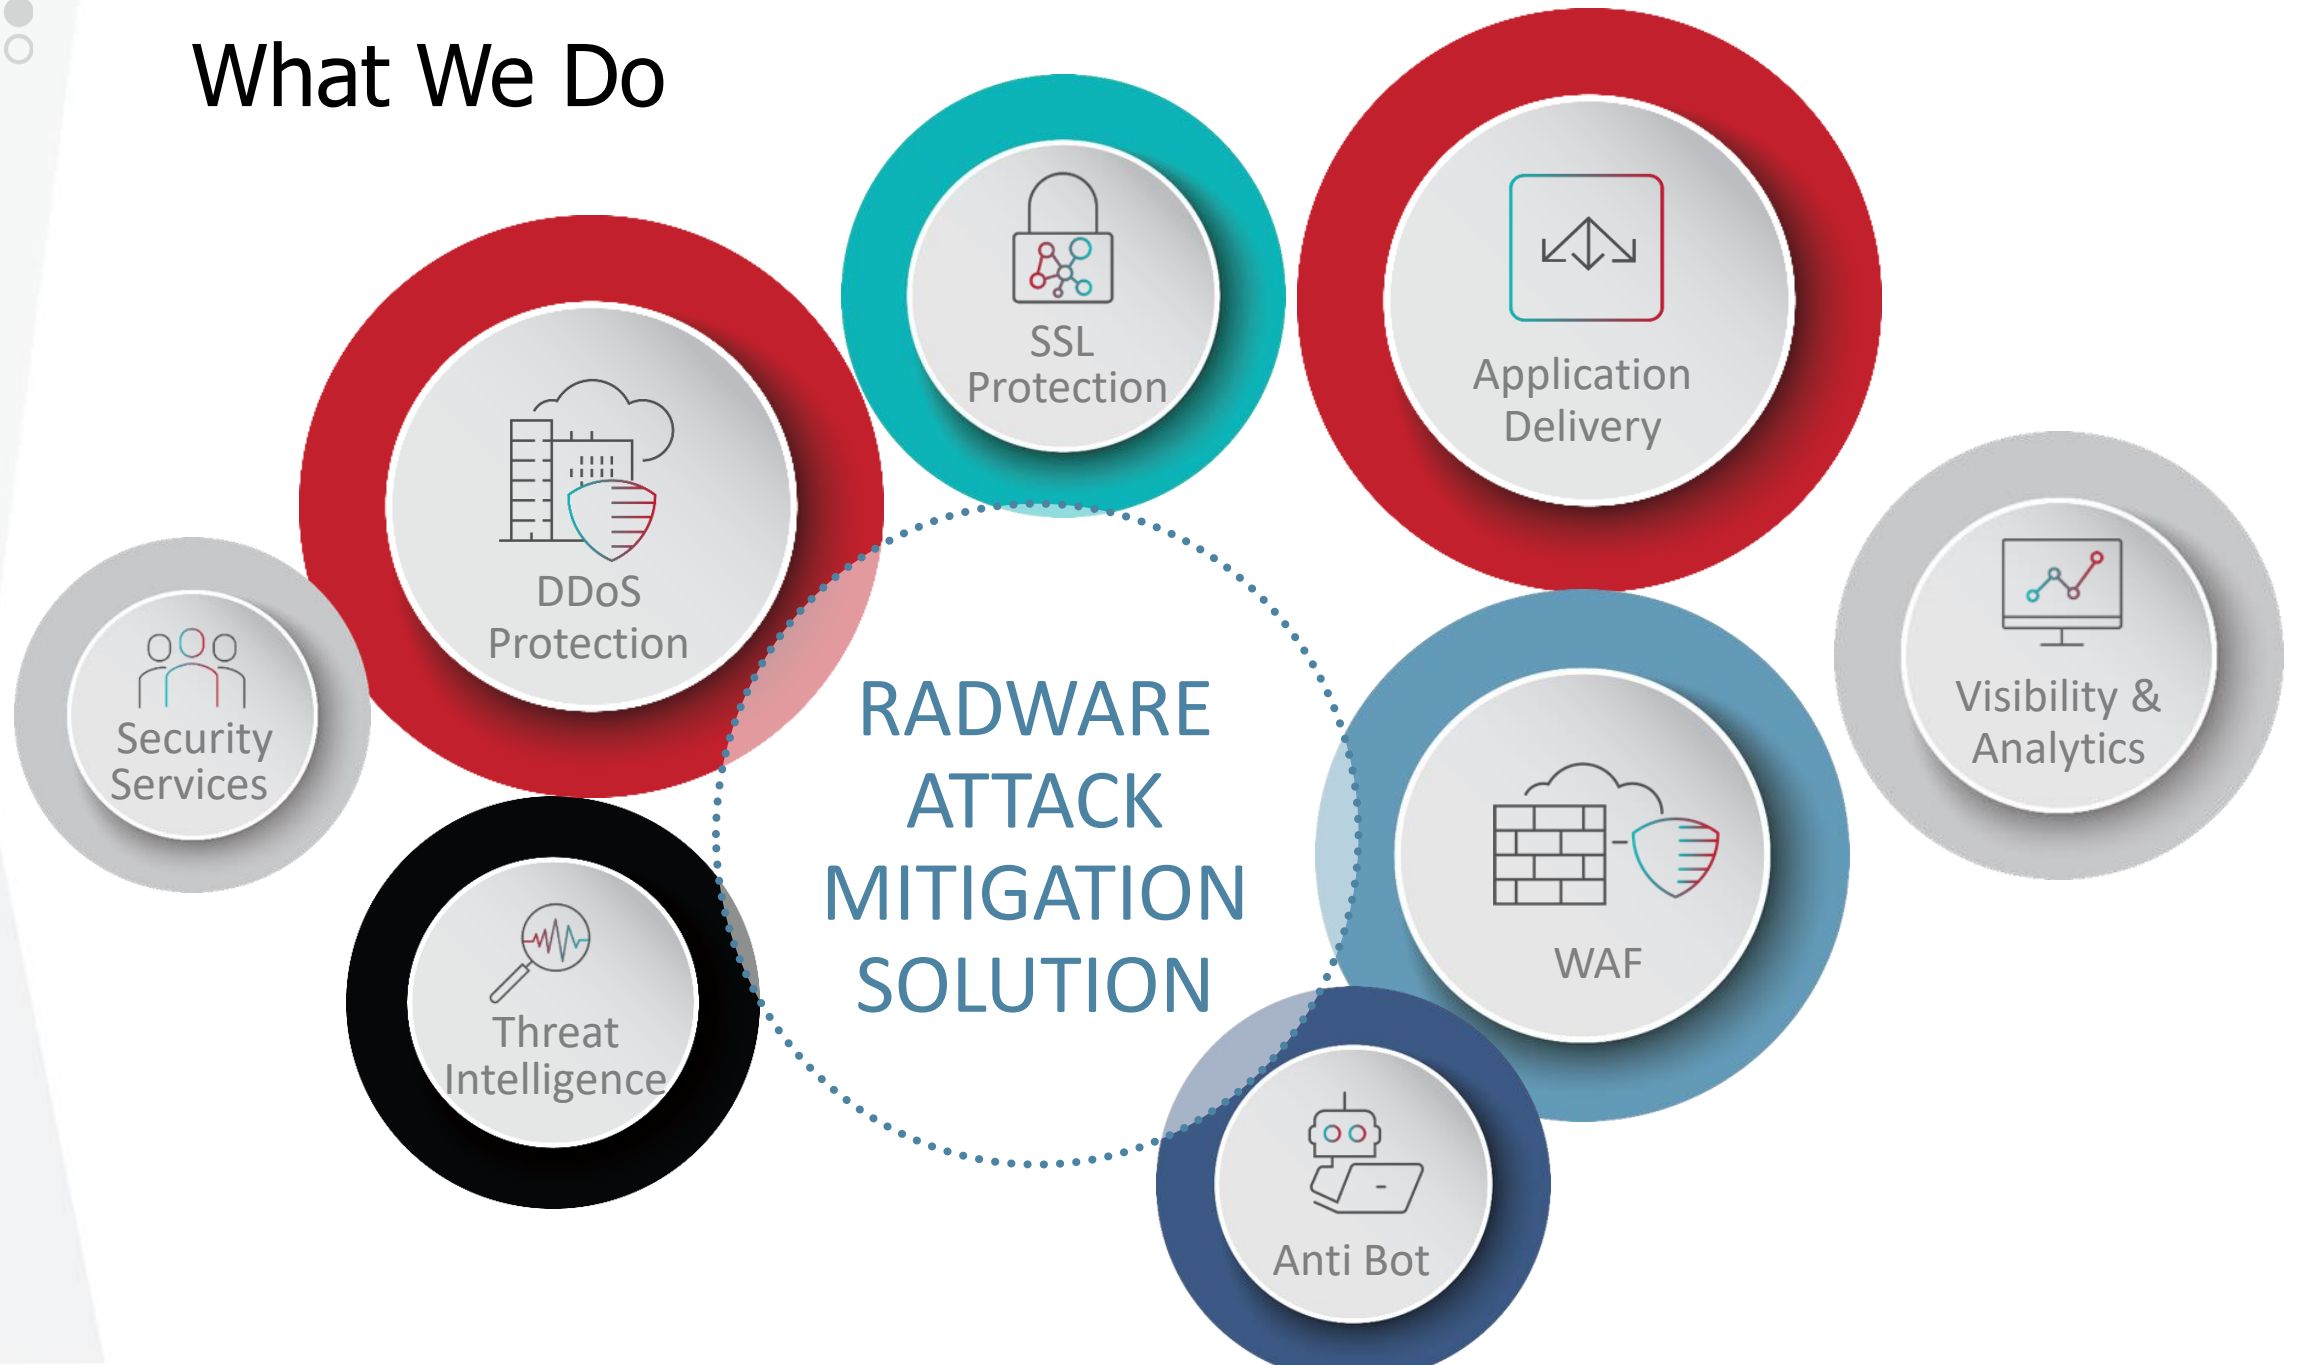 What We Do
SSL
Protection
Application
Delivery
DDoS
Protection
Security
Services
RADWARE
ATTACK
MITIGATION
SOLUTION
Visibility &
Analytics
WAF
Threat
Intelligence
Anti Bot